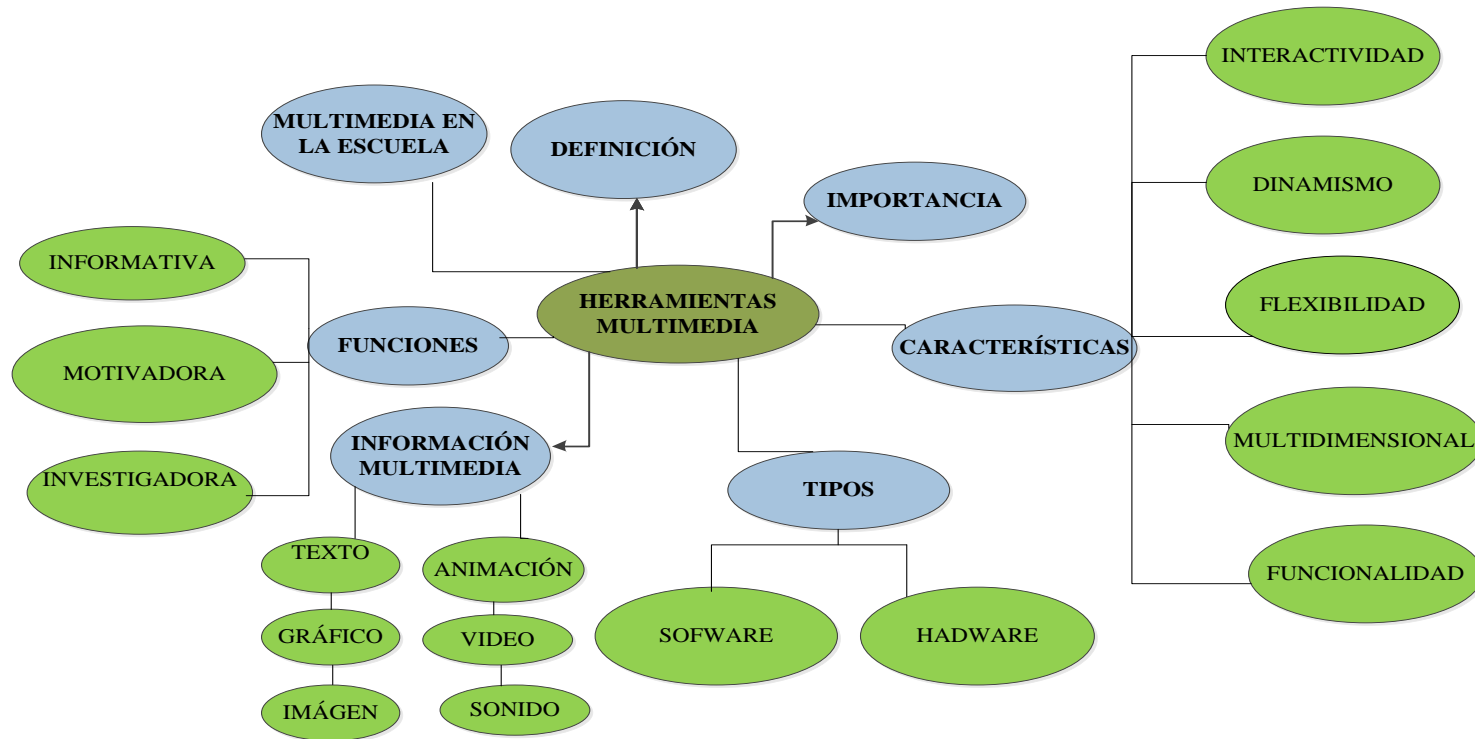 MULTIMEDIA EN
LA ESCUELA
DEFINICIÓN
IMPORTANCIA
HERRAMIENTAS
MULTIMEDIA
FUNCIONES
INFORMATIVA
MOTIVADORA
INVESTIGADORA
INFORMACIÓN
MULTIMEDIA
TEXTO
GRÁFICO
IMÁGEN
ANIMACIÓN
VIDEO
SONIDO
TIPOS
SOFWARE
HADWARE
CARACTERÍSTICAS
INTERACTIVIDAD
DINAMISMO
FLEXIBILIDAD
MULTIDIMENSIONAL
FUNCIONALIDAD